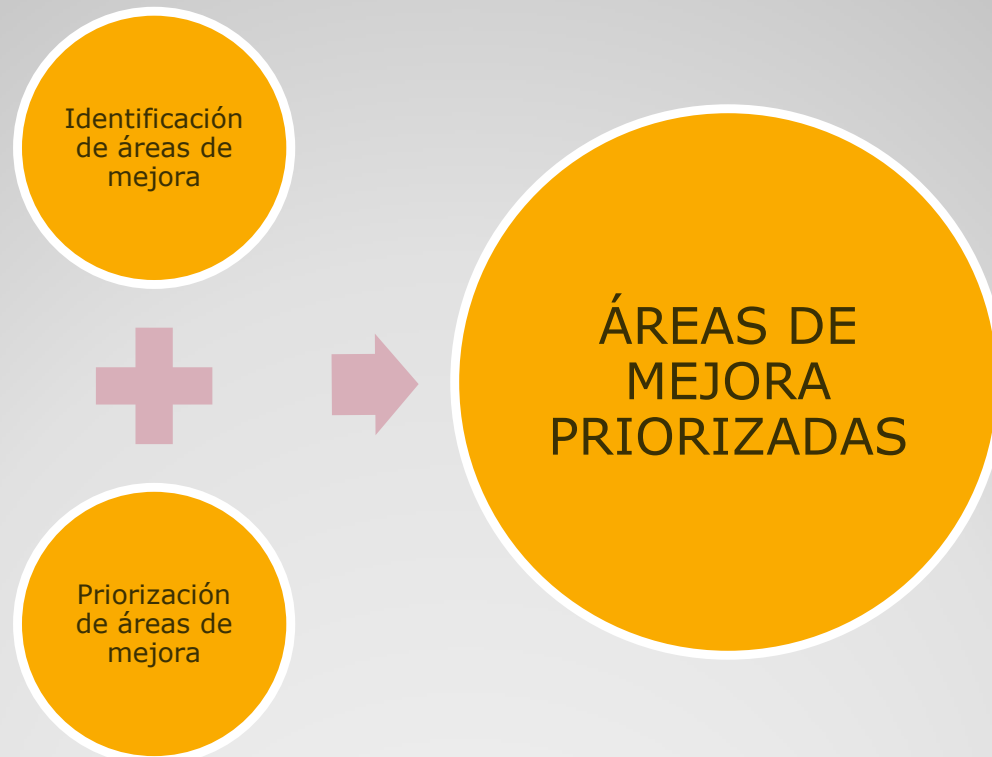 Identificación
de áreas de
mejora
Priorización
de áreas de
mejora
ÁREAS DE
MEJORA
PRIORIZADAS